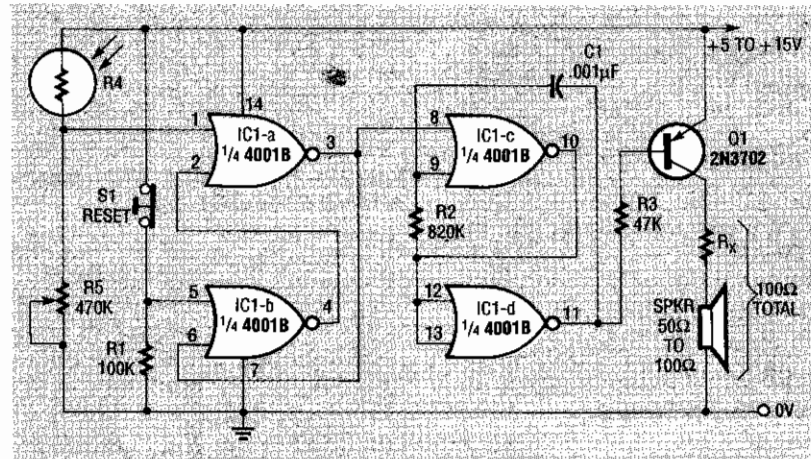 R4
+5 TO +15V
C1
.001µF
14
1
IC1-a
1/4 4001B
3
2
8
IC1-c
1/4 4001B
10
9
Q1
2N3702
S1
RESET
R2
820K
R3
47K
RX
100Ω
TOTAL
R5
470K
5
IC1-b
1/4 4001B
4
6
7
12
IC1-d
1/4 4001B
11
13
SPKR
50Ω
TO
100Ω
R1
100K
0V